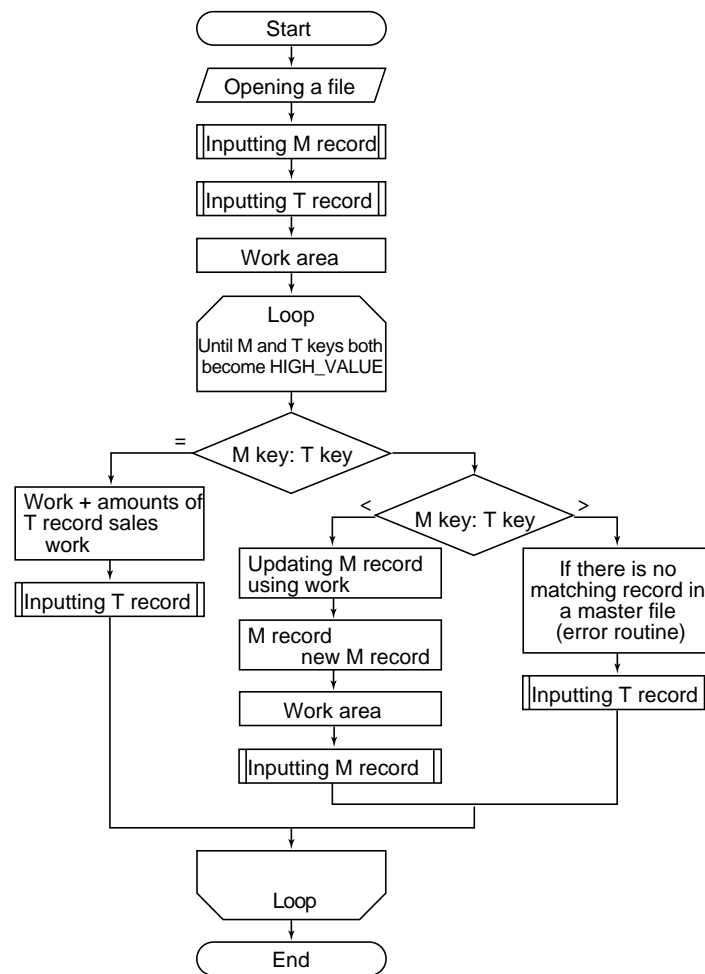 Start
Opening a file
Inputting M record
Inputting T record
Work area
Loop
Until M and T keys both
become HIGH_VALUE
=
M key: T key
Work + amounts of
T record sales
work
Inputting T record
<
M key: T key
>
Updating M record
using work
M record
new M record
Work area
Inputting M record
If there is no
matching record in
a master file
(error routine)
Inputting T record
Loop
End